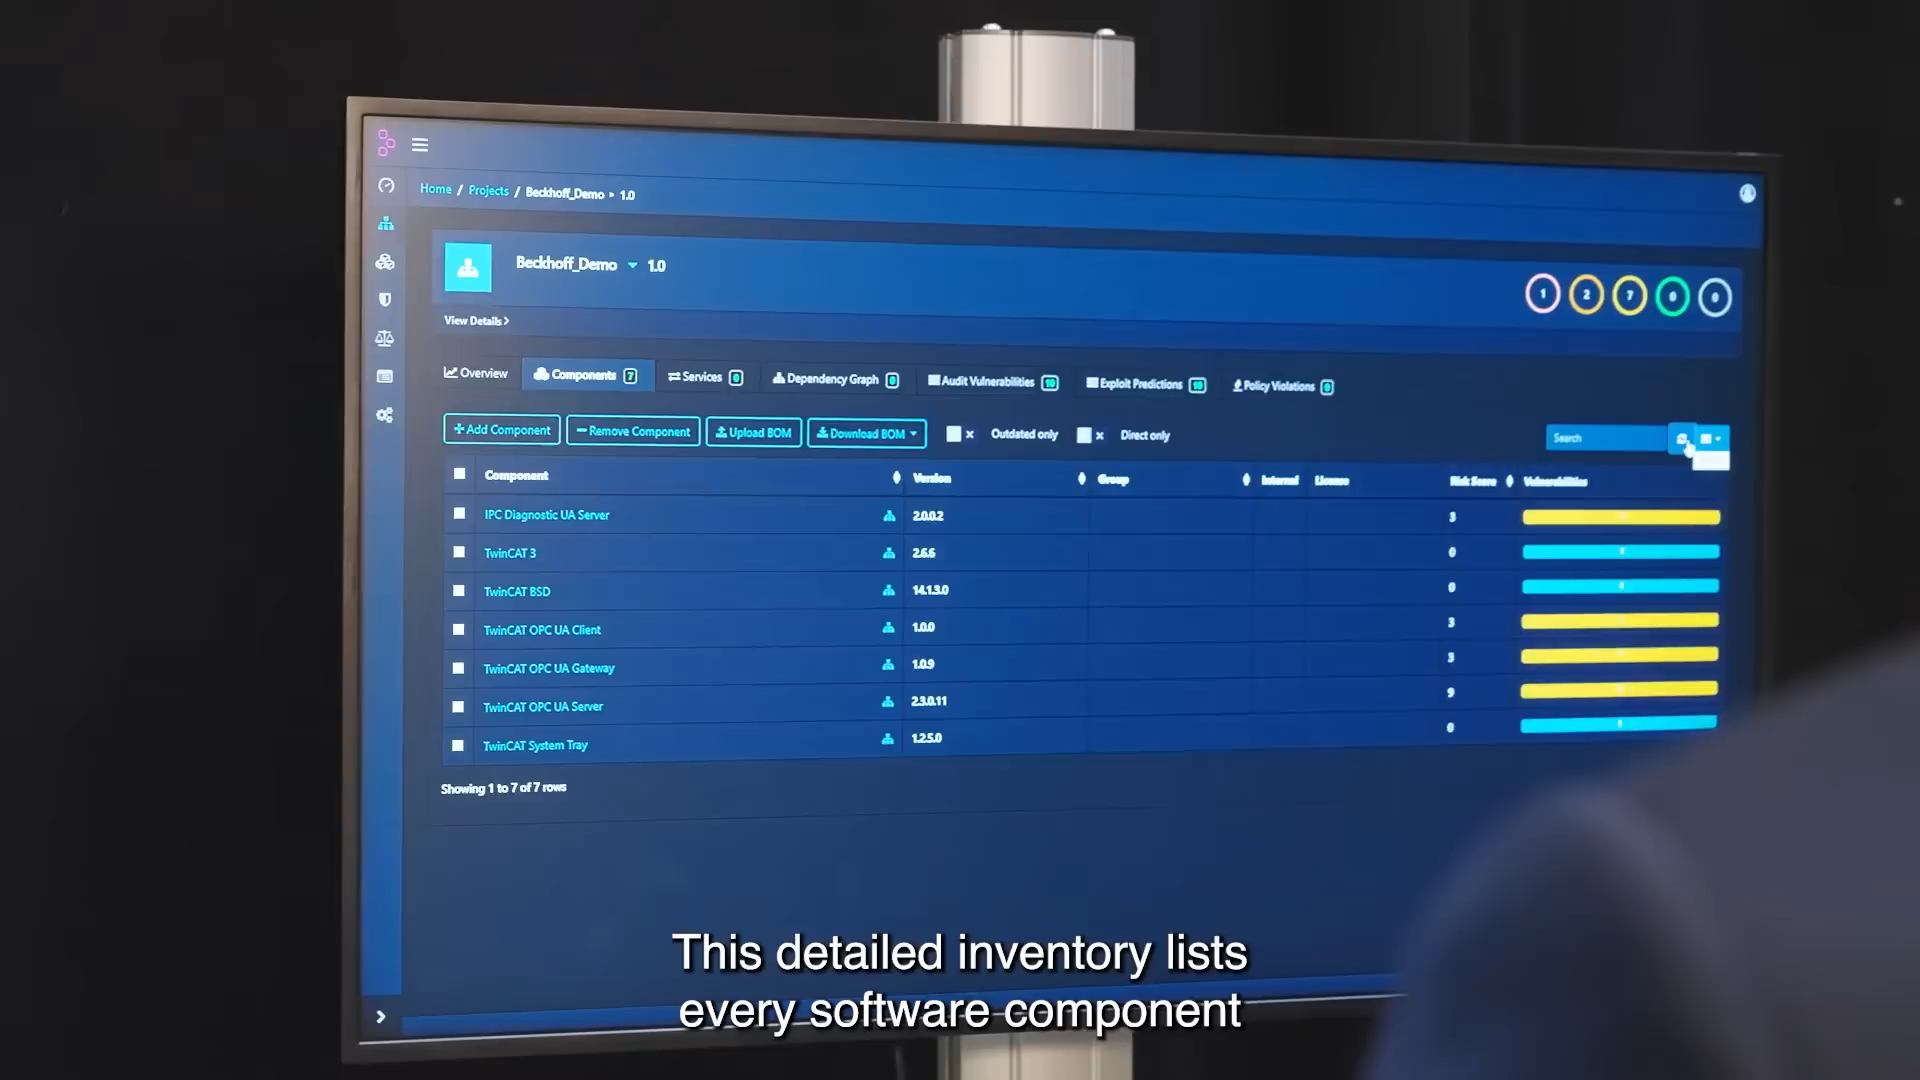 Home / Projects / Beckhoff_Demo ▸ 1.0
Beckhoff_Demo 1.0
1 2 7 0 0
View Details >
Overview Components 7 Services 0 Dependency Graph 0 Audit Vulnerabilities 10 Exploit Predictions 10 Policy Violations 0
+ Add Component − Remove Component Upload BOM Download BOM Outdated only Direct only Search
Component Version Group Internal License Risk Score Vulnerabilities
IPC Diagnostic UA Server 2.0.0.2 3
TwinCAT 3 2.6.6 0
TwinCAT BSD 14.1.3.0 0
TwinCAT OPC UA Client 1.0.0 3
TwinCAT OPC UA Gateway 1.0.9 3
TwinCAT OPC UA Server 2.3.0.11 9
TwinCAT System Tray 1.2.5.0 0
Showing 1 to 7 of 7 rows
This detailed inventory lists
every software component